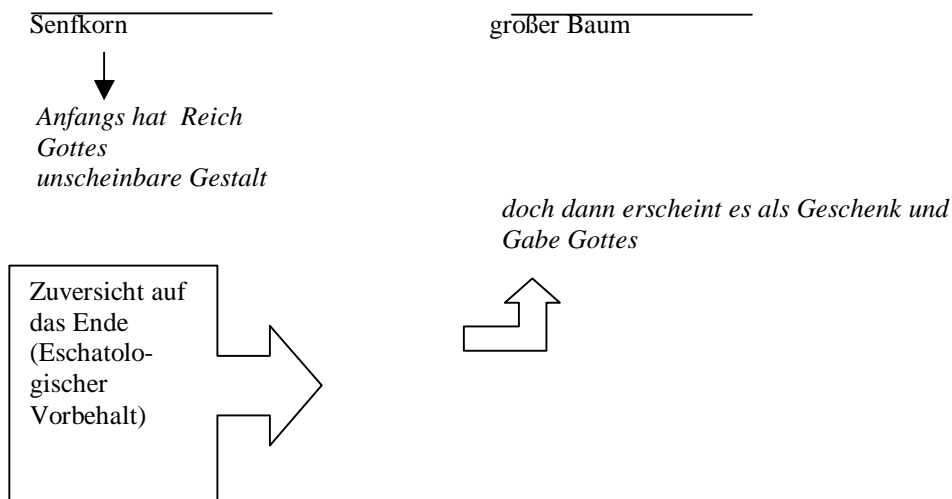 Senfkorn
großer Baum
Anfangs hat Reich
Gottes
unscheinbare Gestalt
doch dann erscheint es als Geschenk und
Gabe Gottes
Zuversicht auf
das Ende
(Eschatolo-
gischer
Vorbehalt)